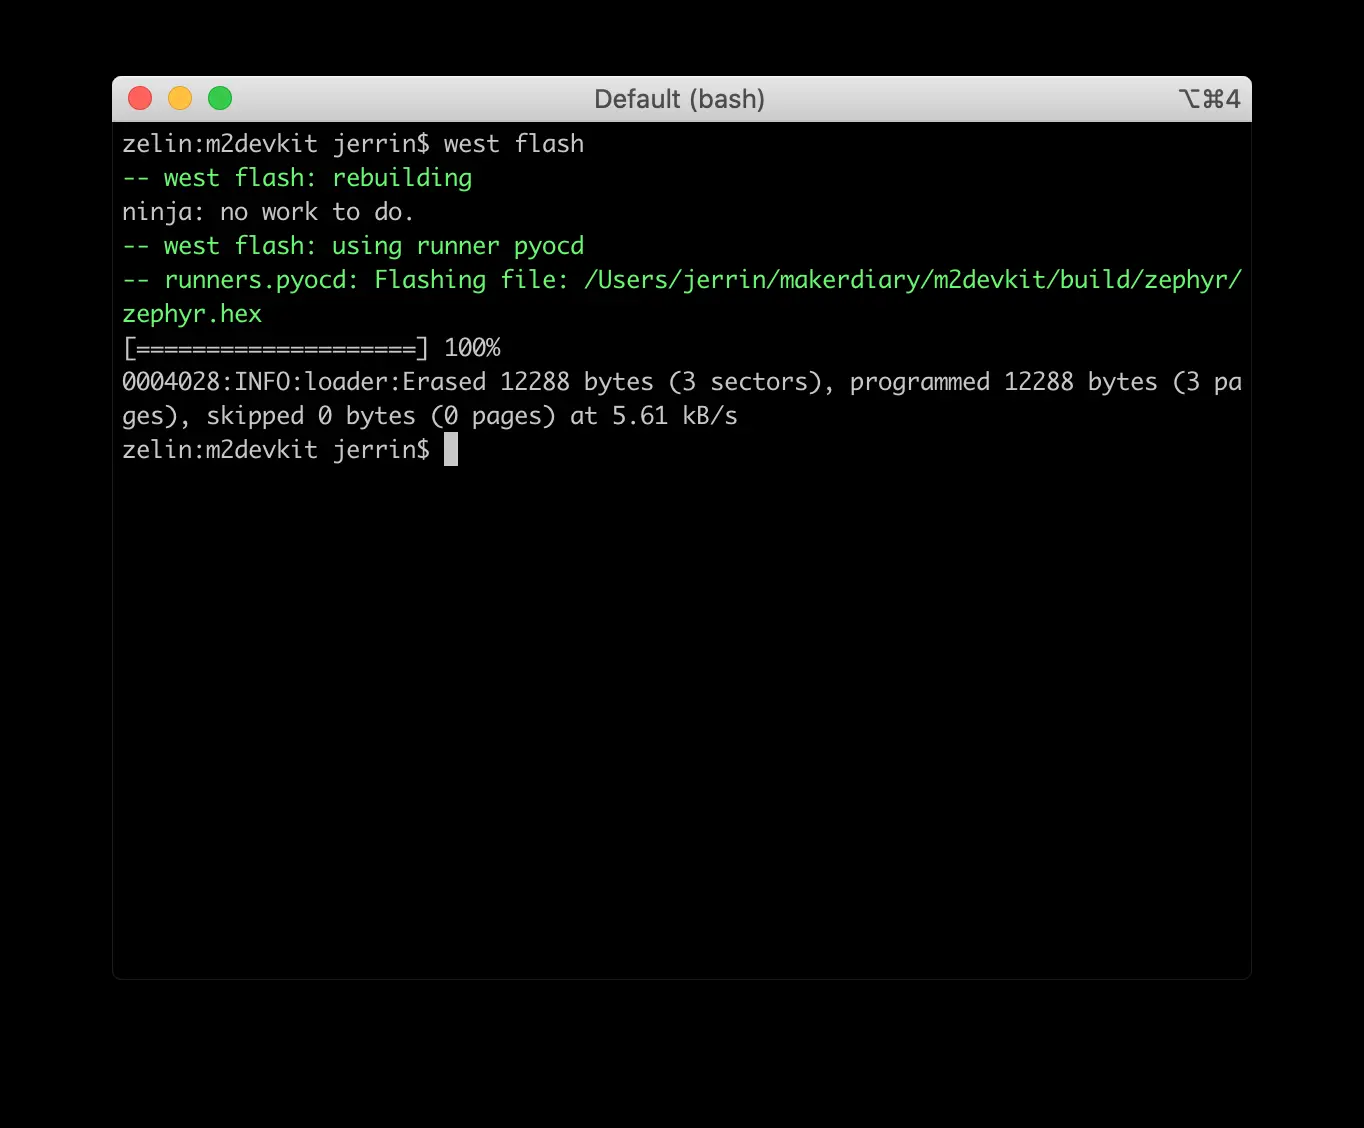 Default (bash)
⌥⌘4
zelin:m2devkit jerrin$ west flash
-- west flash: rebuilding
ninja: no work to do.
-- west flash: using runner pyocd
-- runners.pyocd: Flashing file: /Users/jerrin/makerdiary/m2devkit/build/zephyr/
zephyr.hex
[====================] 100%
0004028:INFO:loader:Erased 12288 bytes (3 sectors), programmed 12288 bytes (3 pa
ges), skipped 0 bytes (0 pages) at 5.61 kB/s
zelin:m2devkit jerrin$